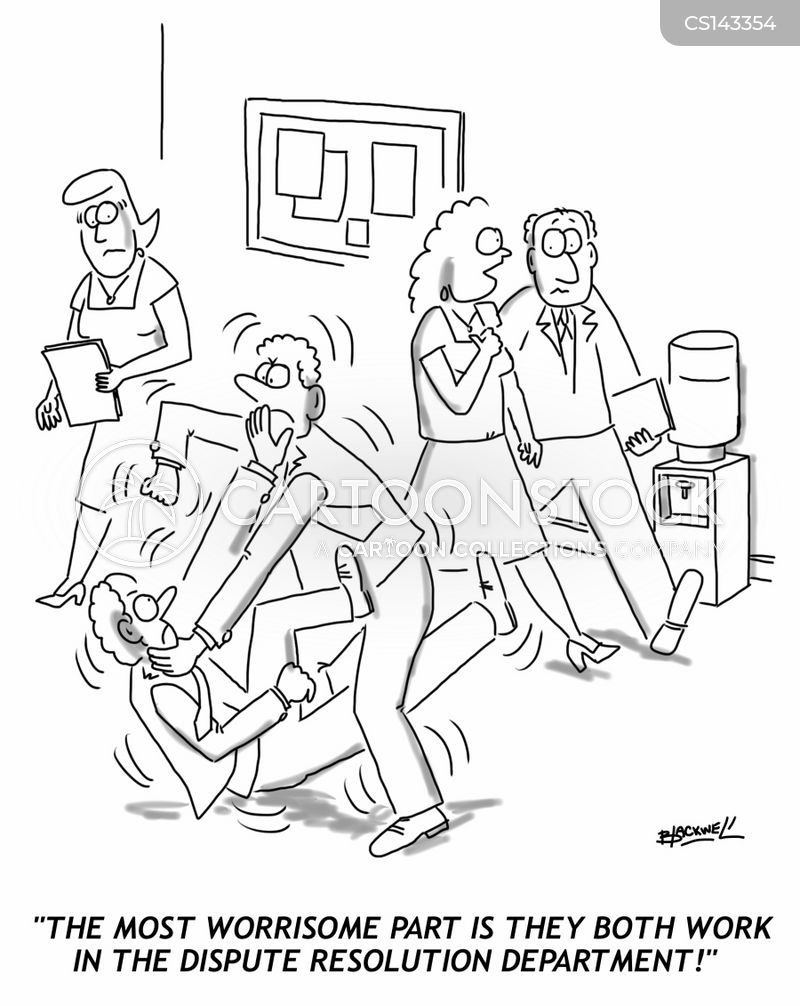 CS143354
CARTOONSTOCK
A CARTOON COLLECTIONS COMPANY
BLACKWELL
"THE MOST WORRISOME PART IS THEY BOTH WORK
IN THE DISPUTE RESOLUTION DEPARTMENT!"